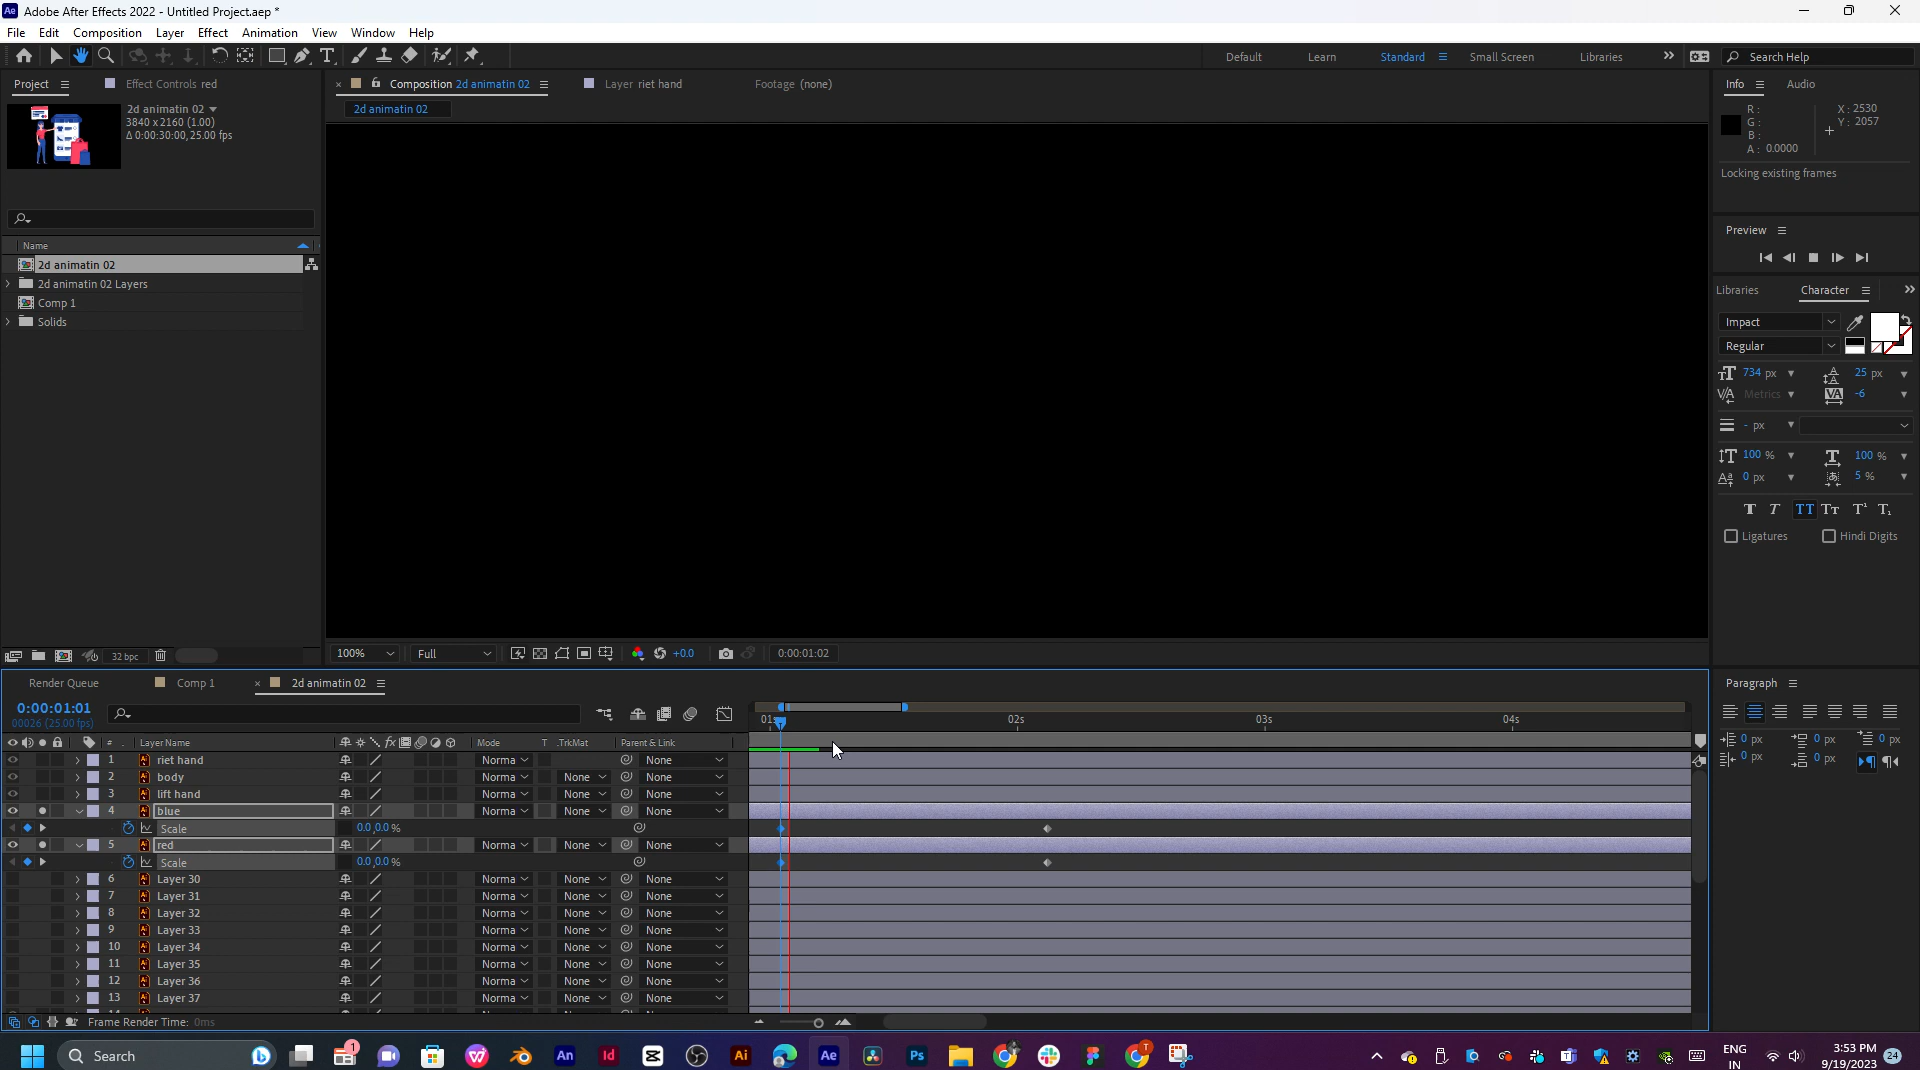 Adobe After Effects 2022 - Untitled Project.aep *
File Edit Composition Layer Effect Animation View Window Help
Default Learn Standard Small Screen Libraries Search Help
Project Effect Controls red
Composition 2d animatin 02 Layer riet hand Footage (none)
Info Audio
2d animatin 02
3840 x 2160 (1.00)
Δ 0:00:30:00, 25.00 fps
2d animatin 02
R:
G:
B:
A: 0.0000
X: 2530
Y: 2057
Locking existing frames
Preview
Name
2d animatin 02
2d animatin 02 Layers
Comp 1
Solids
Libraries Character
Impact
Regular
734 px 25 px
Metrics -6
- px
100 % 100 %
0 px 5 %
Ligatures Hindi Digits
32 bpc
100% Full +0.0 0:00:01:02
Render Queue Comp 1 2d animatin 02
Paragraph
0:00:01:01
00026 (25.00 fps)
02s 03s 04s
# Layer Name Mode T .TrkMat Parent & Link
0 px 0 px 0 px
0 px 0 px
1 riet hand Norma None
2 body Norma None None
3 lift hand Norma None None
4 blue Norma None None
Scale 0.0,0.0 %
5 red Norma None None
Scale 0.0,0.0 %
6 Layer 30 Norma None None
7 Layer 31 Norma None None
8 Layer 32 Norma None None
9 Layer 33 Norma None None
10 Layer 34 Norma None None
11 Layer 35 Norma None None
12 Layer 36 Norma None None
13 Layer 37 Norma None None
Frame Render Time: 0ms
Search
1
An Id Ai Ae Ps
ENG
IN
3:53 PM
9/19/2023
24